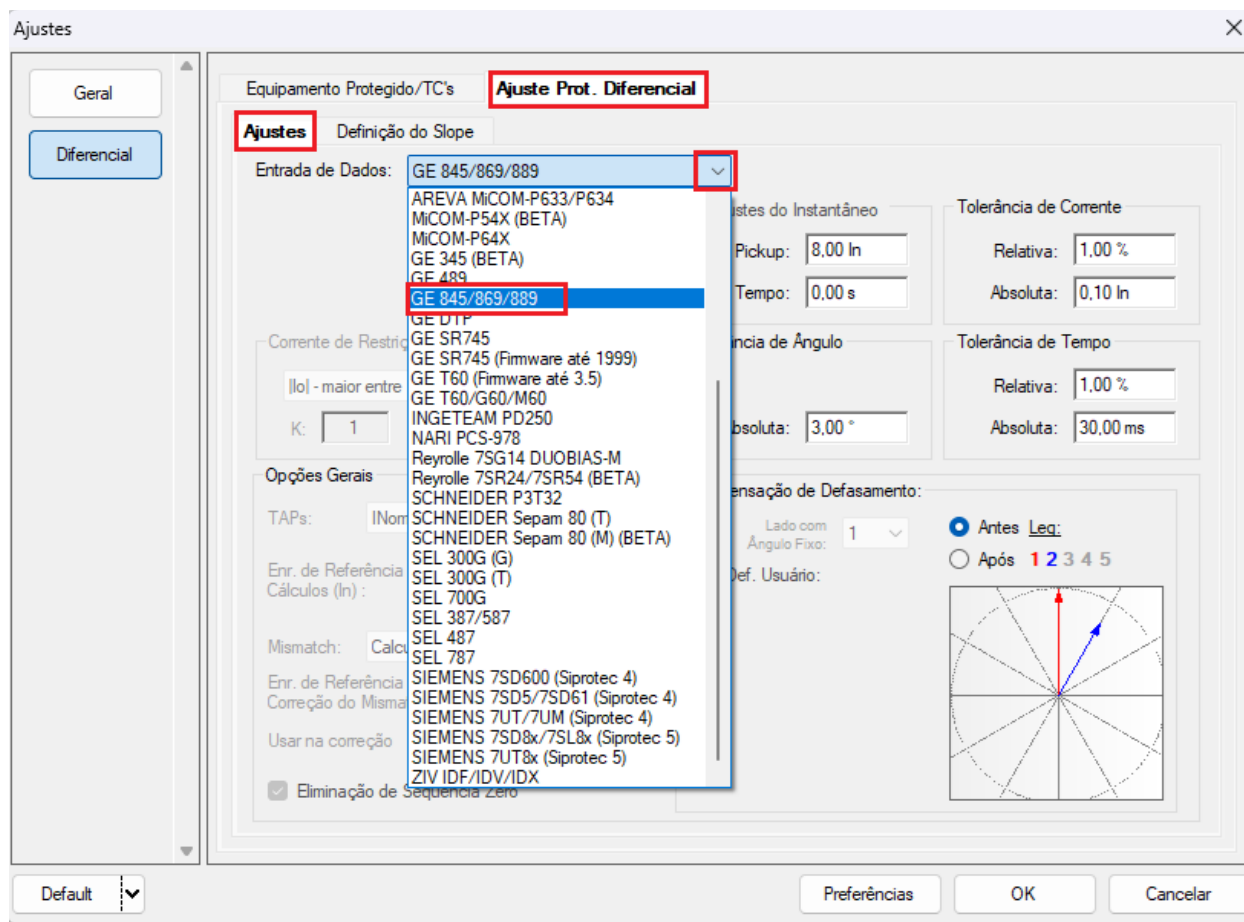 Ajustes
Geral
Diferencial
Equipamento Protegido/TC's
Ajuste Prot. Diferencial
Ajustes
Definição do Slope
Entrada de Dados:
GE 845/869/889
AREVA MiCOM-P633/P634
MiCOM-P54X (BETA)
MiCOM-P64X
GE 345 (BETA)
GE 489
GE 845/869/889
GE DTP
GE SR745
GE SR745 (Firmware até 1999)
GE T60 (Firmware até 3.5)
GE T60/G60/M60
INGETEAM PD250
NARI PCS-978
Reyrolle 7SG14 DUOBIAS-M
Reyrolle 7SR24/7SR54 (BETA)
SCHNEIDER P3T32
SCHNEIDER Sepam 80 (T)
SCHNEIDER Sepam 80 (M) (BETA)
SEL 300G (G)
SEL 300G (T)
SEL 700G
SEL 387/587
SEL 487
SEL 787
SIEMENS 7SD600 (Siprotec 4)
SIEMENS 7SD5/7SD61 (Siprotec 4)
SIEMENS 7UT/7UM (Siprotec 4)
SIEMENS 7SD8x/7SL8x (Siprotec 5)
SIEMENS 7UT8x (Siprotec 5)
ZIV IDF/IDV/IDX
ustes do Instantâneo
Pickup: 8,00 In
Tempo: 0,00 s
Tolerância de Corrente
Relativa: 1,00 %
Absoluta: 0,10 In
Corrente de Restriç
|Io| - maior entre
K: 1
ncia de Ângulo
bsoluta: 3,00 °
Tolerância de Tempo
Relativa: 1,00 %
Absoluta: 30,00 ms
Opções Gerais
TAPs: INom
Enr. de Referência
Cálculos (In) :
Mismatch: Calcu
Enr. de Referência
Correção do Misma
Usar na correção
Eliminação de Sequência Zero
ensação de Defasamento:
Lado com
Ângulo Fixo:
1
Def. Usuário:
Antes Leg:
Após 1 2 3 4 5
Default
Preferências
OK
Cancelar